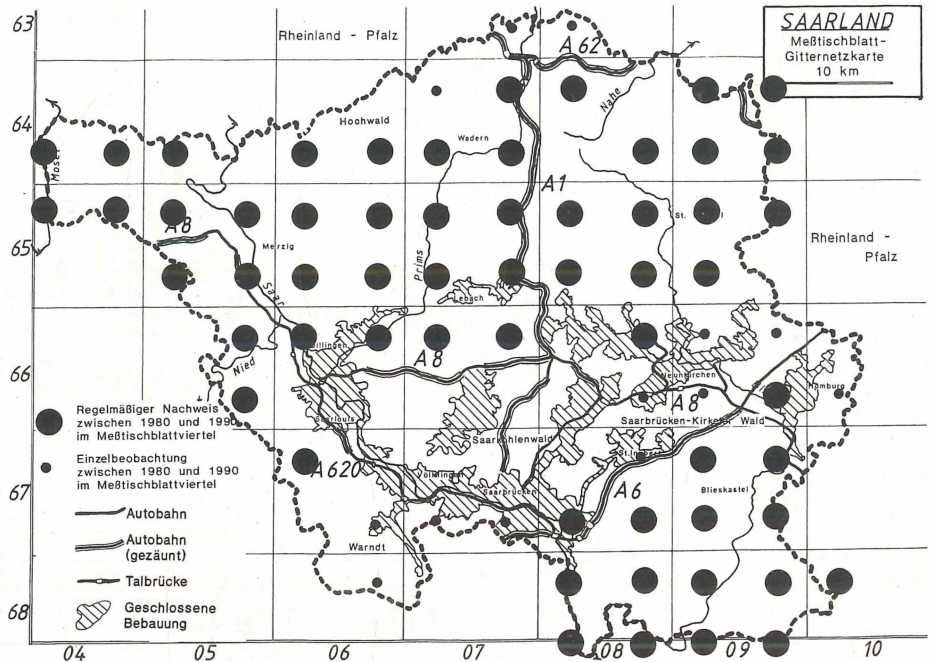 SAARLAND
Meßtischblatt-
Gitternetzkarte
10 km
63
64
65
66
67
68
04
05
06
07
08
09
10
Rheinland - Pfalz
A 62
Nahe
Hochwald
Wadern
Mosel
A1
A8
St.
Merzig
Prims
Rheinland -
Pfalz
Saar
Lebach
Dillingen
Nied
A8
Neunkirchen
Homburg
A8
Saarlouis
Saarkohlenwald
Saarbrücken-Kirkeler Wald
St. Ingbert
A620
Völklingen
Saarbrücken
A6
Blieskastel
Warndt
Regelmäßiger Nachweis
zwischen 1980 und 1990
im Meßtischblattviertel
Einzelbeobachtung
zwischen 1980 und 1990
im Meßtischblattviertel
Autobahn
Autobahn
(gezäunt)
Talbrücke
Geschlossene
Bebauung